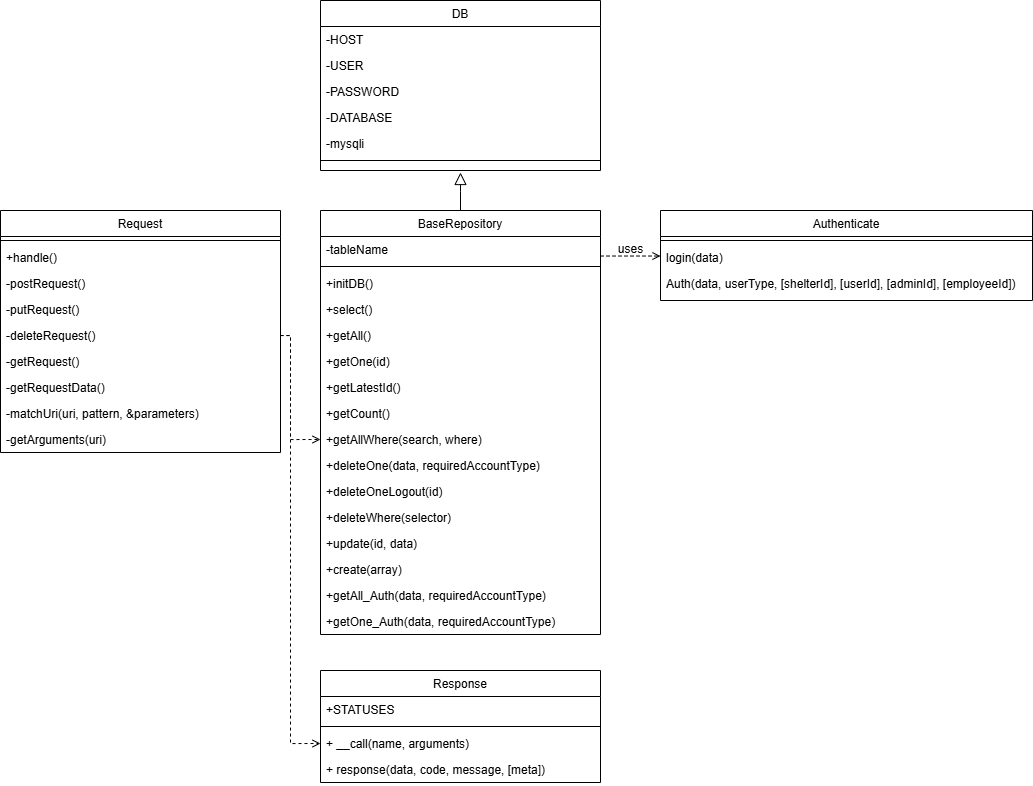 DB
-HOST
-USER
-PASSWORD
-DATABASE
-mysqli
Request
+handle()
-postRequest()
-putRequest()
-deleteRequest()
-getRequest()
-getRequestData()
-matchUri(uri, pattern, &parameters)
-getArguments(uri)
BaseRepository
-tableName
+initDB()
+select()
+getAll()
+getOne(id)
+getLatestId()
+getCount()
+getAllWhere(search, where)
+deleteOne(data, requiredAccountType)
+deleteOneLogout(id)
+deleteWhere(selector)
+update(id, data)
+create(array)
+getAll_Auth(data, requiredAccountType)
+getOne_Auth(data, requiredAccountType)
uses
Authenticate
login(data)
Auth(data, userType, [shelterId], [userId], [adminId], [employeeId])
Response
+STATUSES
+ __call(name, arguments)
+ response(data, code, message, [meta])